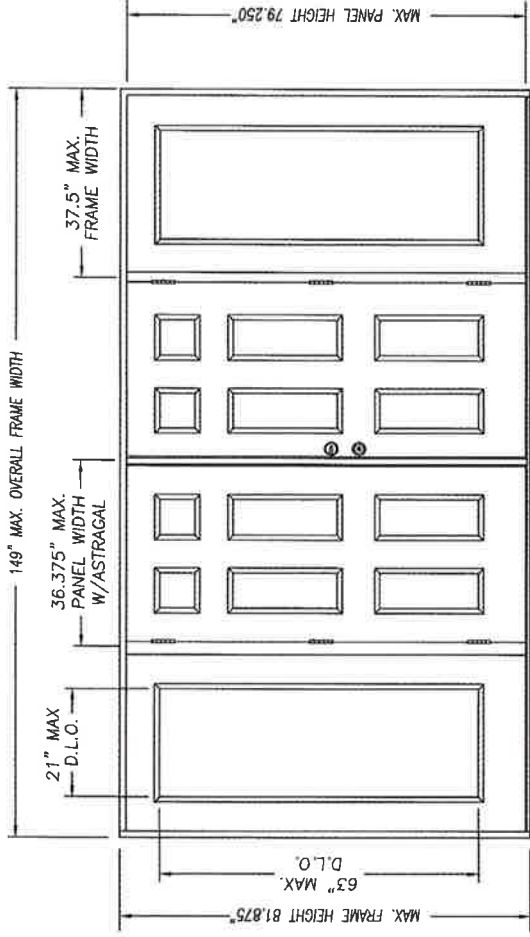 149" MAX. OVERALL FRAME WIDTH
37.5" MAX.
FRAME WIDTH
36.375" MAX.
PANEL WIDTH
W/ASTRAGAL
21" MAX
D.L.O.
63" MAX.
D.L.O.
MAX. FRAME HEIGHT 81.875"
MAX. PANEL HEIGHT 79.250"